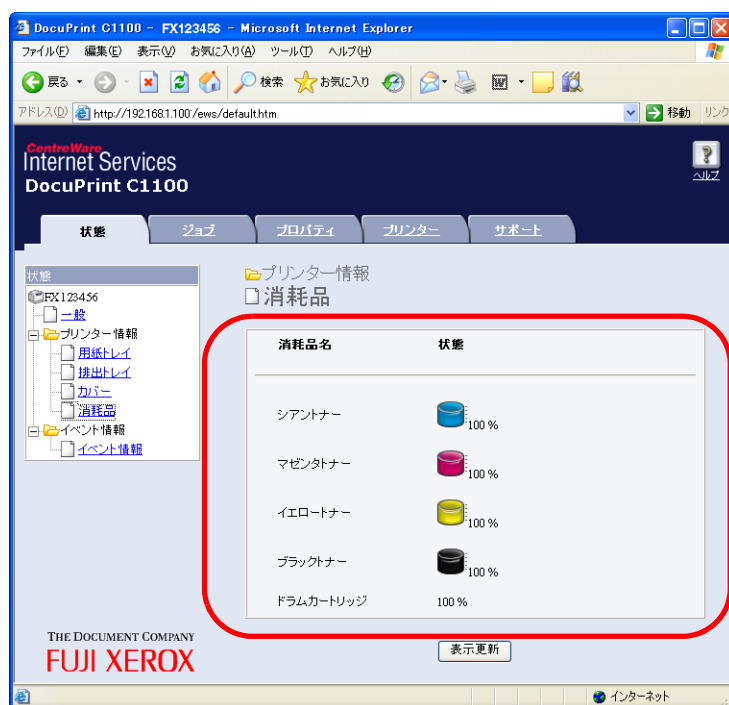 DocuPrint C1100 - FX123456 - Microsoft Internet Explorer
ファイル(F) 編集(E) 表示(V) お気に入り(A) ツール(T) ヘルプ(H)
戻る 検索 お気に入り
アドレス(D) http://192.168.1.100/ews/default.htm 移動 リンク
CentreWare
Internet Services
DocuPrint C1100
ヘルプ
状態 ジョブ プロパティ プリンター サポート
状態
FX123456
一般
プリンター情報
用紙トレイ
排出トレイ
カバー
消耗品
イベント情報
イベント情報
プリンター情報
消耗品
消耗品名 状態
シアントナー 100 %
マゼンタトナー 100 %
イエロートナー 100 %
ブラックトナー 100 %
ドラムカートリッジ 100 %
表示更新
THE DOCUMENT COMPANY
FUJI XEROX
インターネット